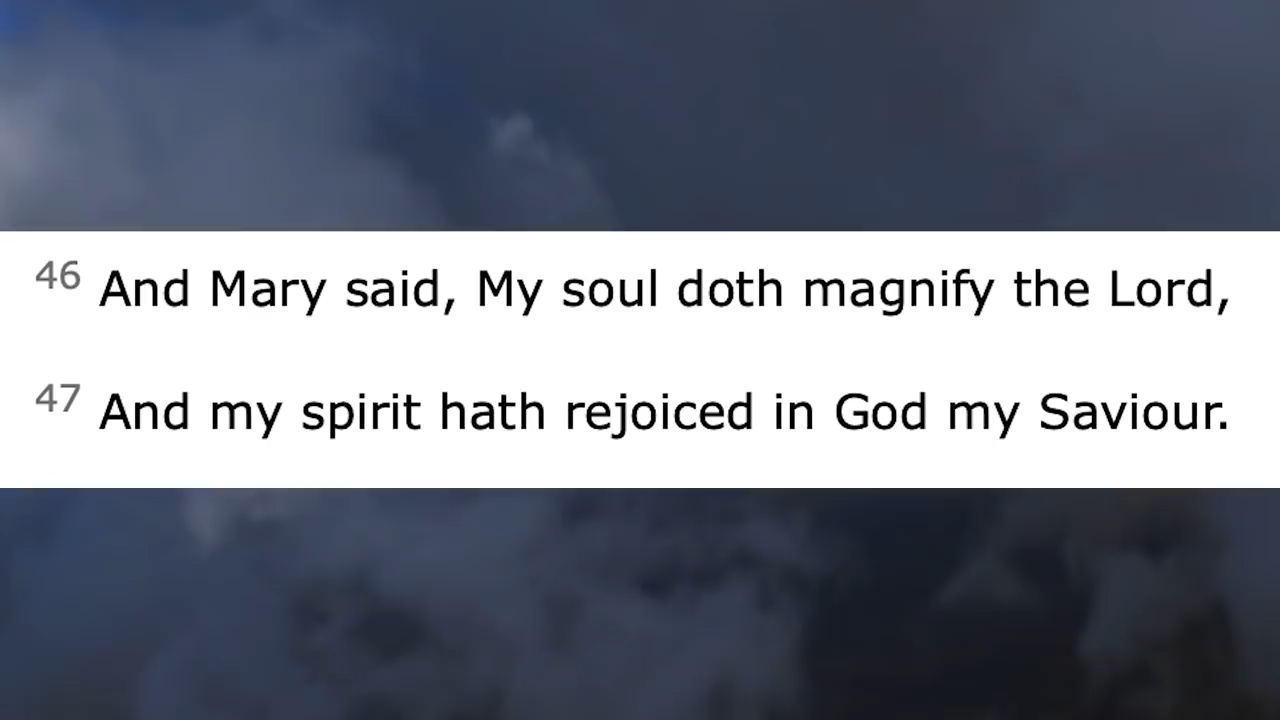 46 And Mary said, My soul doth magnify the Lord,
47 And my spirit hath rejoiced in God my Saviour.